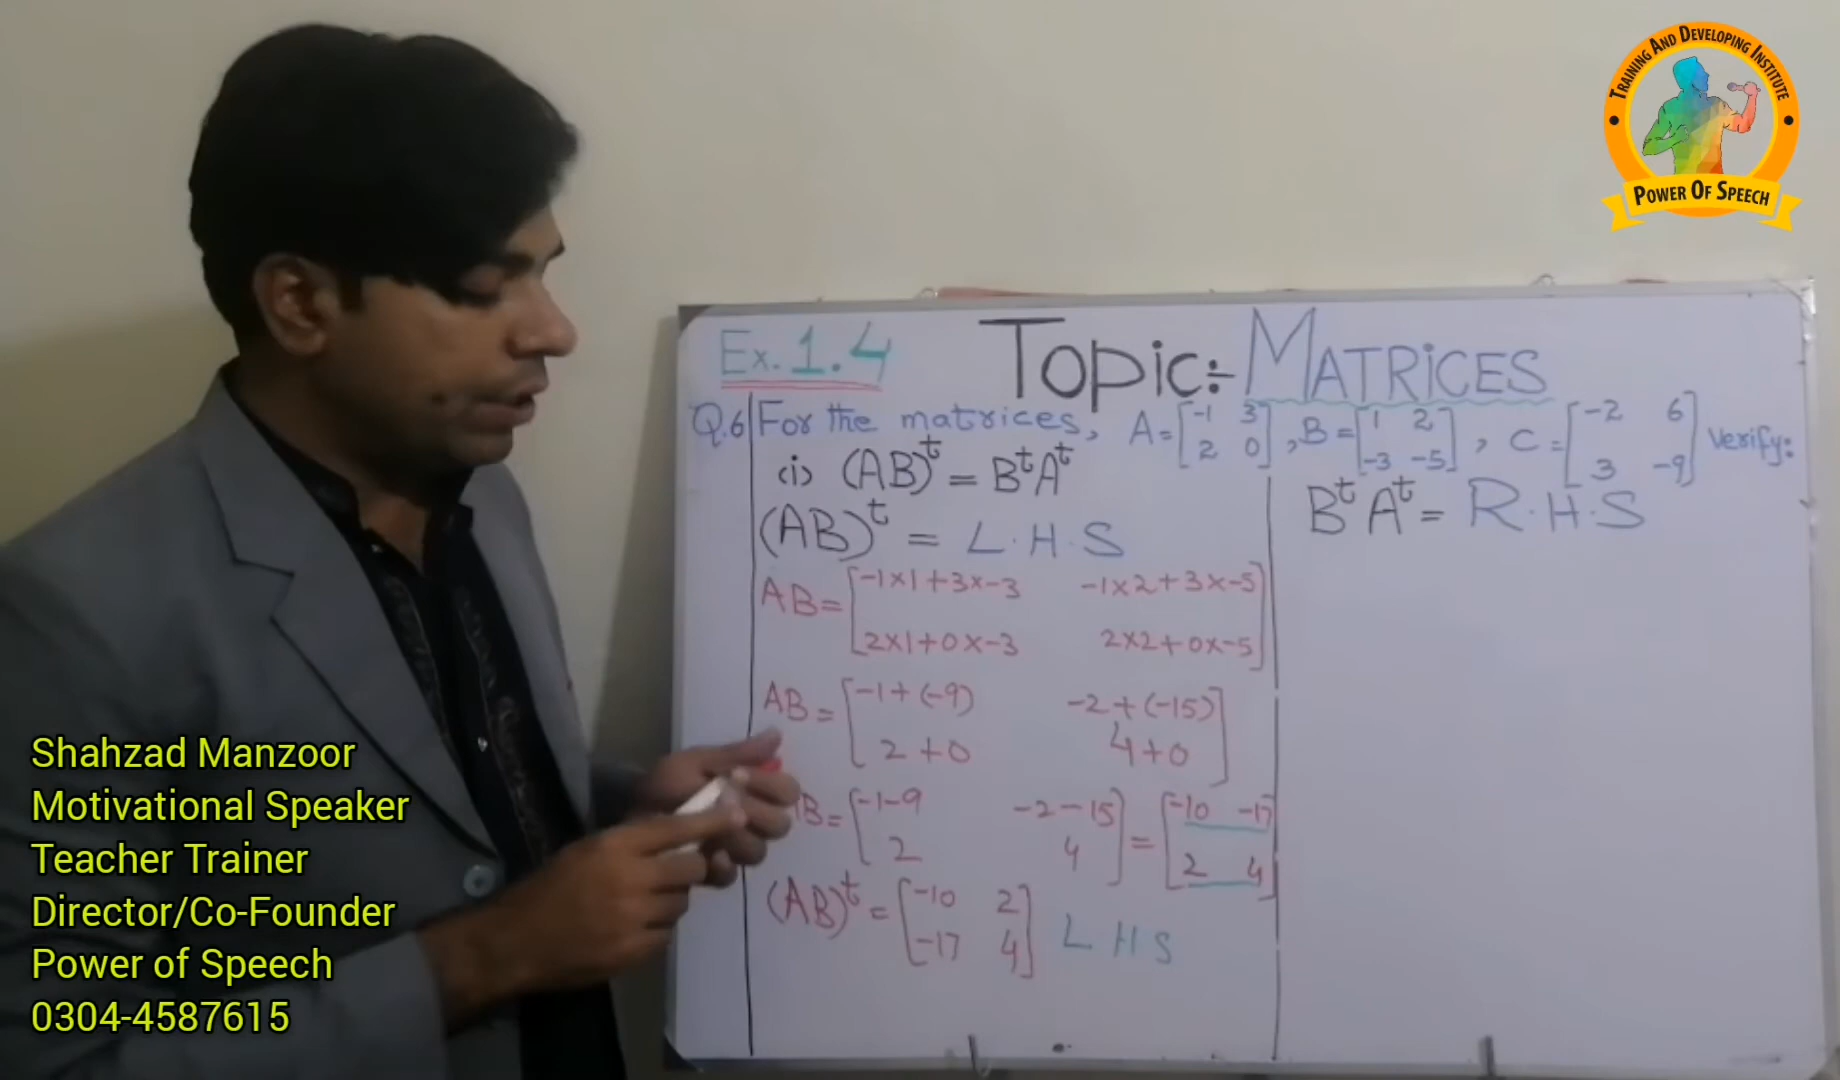 TRAINING AND DEVELOPING INSTITUTE
POWER OF SPEECH
Ex. 1.4 Topic:- MATRiCES
Q.6 For the matrices, A = [-1 3 2 0], B = [1 2 -3 -5], C = [-2 6 3 -9] Verify:
(i) (AB)^t = B^t A^t
(AB)^t = L.H.S
AB = [-1x1+3x-3 -1x2+3x-5
2x1+0x-3 2x2+0x-5]
AB = [-1+(-9) -2+(-15)
2+0 4+0]
AB = [-1-9 -2-15 2 4] = [-10 -17 2 4]
(AB)^t = [-10 2 -17 4] L H S
B^t A^t = R.H.S
Shahzad Manzoor
Motivational Speaker
Teacher Trainer
Director/Co-Founder
Power of Speech
0304-4587615